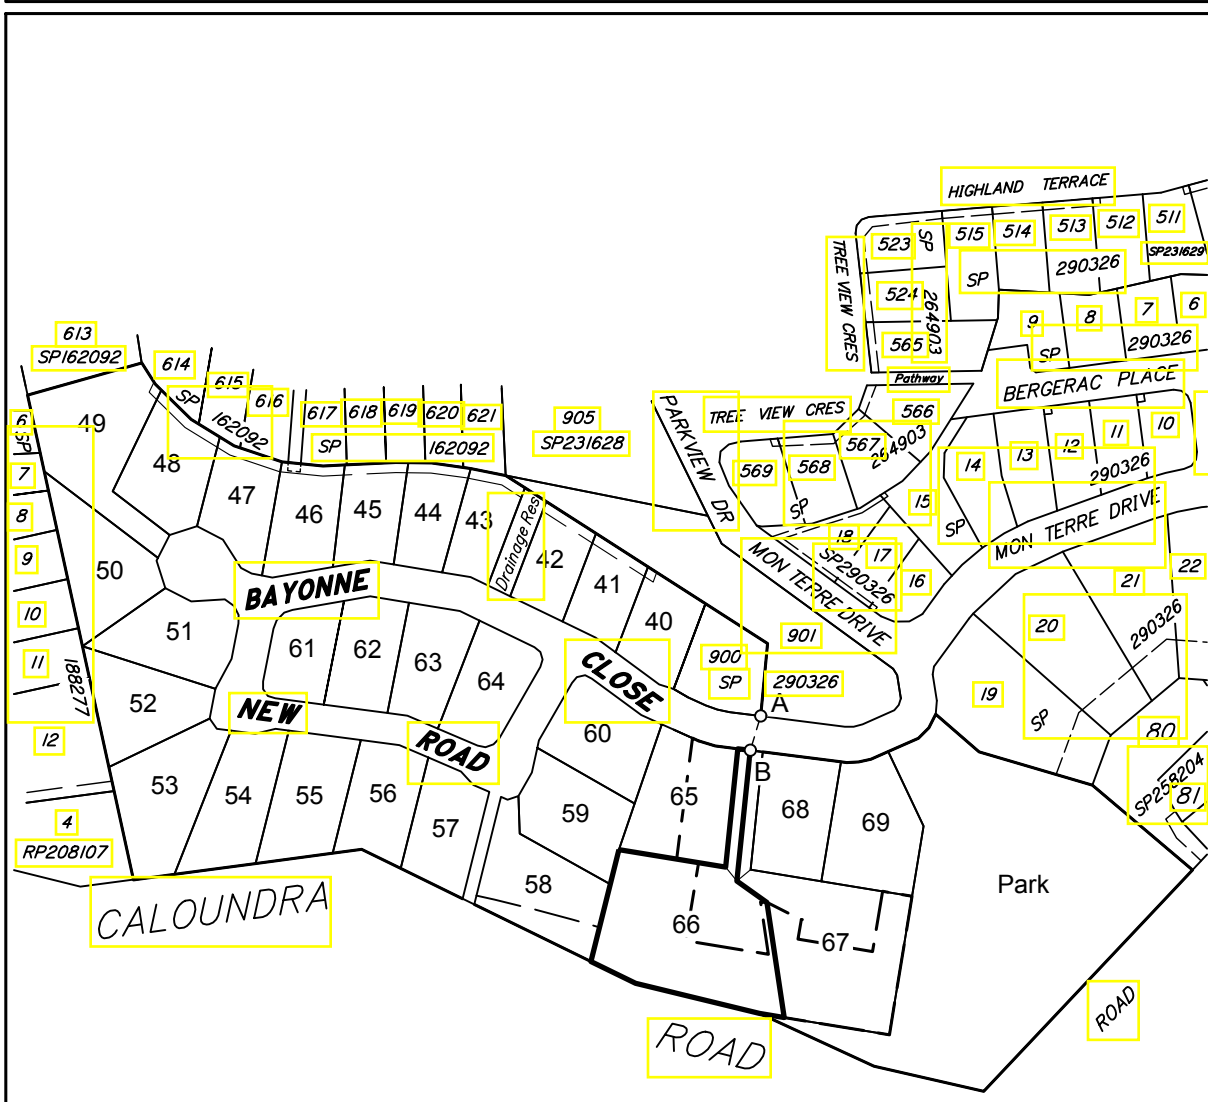 HIGHLAND TERRACE
523
SP
515
514
513
512
511
TREE VIEW CRES
SP
290326
SP231629
524
264903
565
9
8
7
6
SP
290326
613
SP162092
614
615
616
617
618
619
620
621
SP
162092
SP
162092
905
SP231628
Pathway
BERGERAC PLACE
PARKVIEW DR
TREE VIEW CRES
566
567
264903
569
568
SP
14
13
12
11
10
290326
SP
15
MON TERRE DRIVE
6
SP
7
8
9
10
11
188277
12
4
RP208107
49
48
47
46
45
44
43
Drainage Res
42
41
40
18
17
16
SP290326
MON TERRE DRIVE
901
900
SP
290326
A
B
22
21
20
290326
19
SP
80
SP258204
81
50
51
52
53
54
55
56
57
58
59
60
61
62
63
64
BAYONNE
CLOSE
NEW
ROAD
65
66
67
68
69
Park
CALOUNDRA
ROAD
ROAD